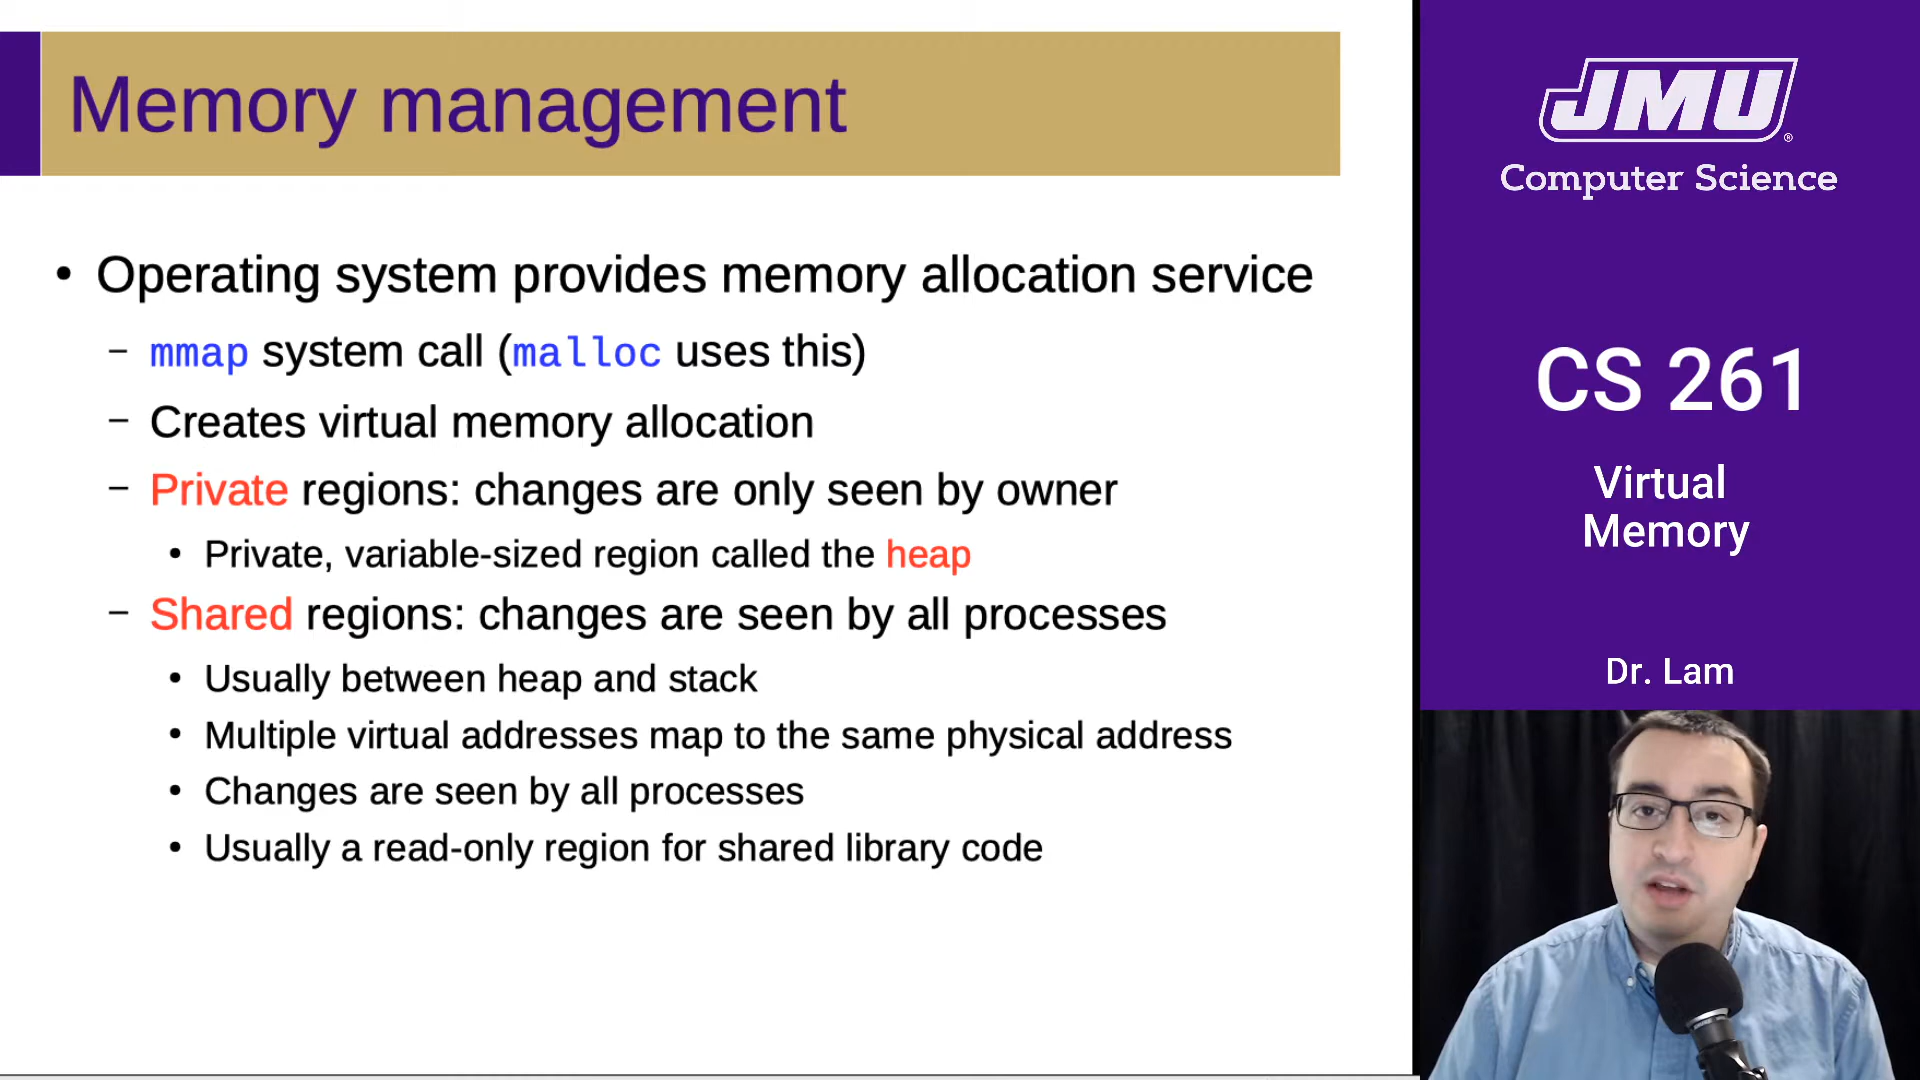 Memory management
• Operating system provides memory allocation service
– mmap system call (malloc uses this)
– Creates virtual memory allocation
– Private regions: changes are only seen by owner
• Private, variable-sized region called the heap
– Shared regions: changes are seen by all processes
• Usually between heap and stack
• Multiple virtual addresses map to the same physical address
• Changes are seen by all processes
• Usually a read-only region for shared library code
JMU®
Computer Science
CS 261
Virtual
Memory
Dr. Lam